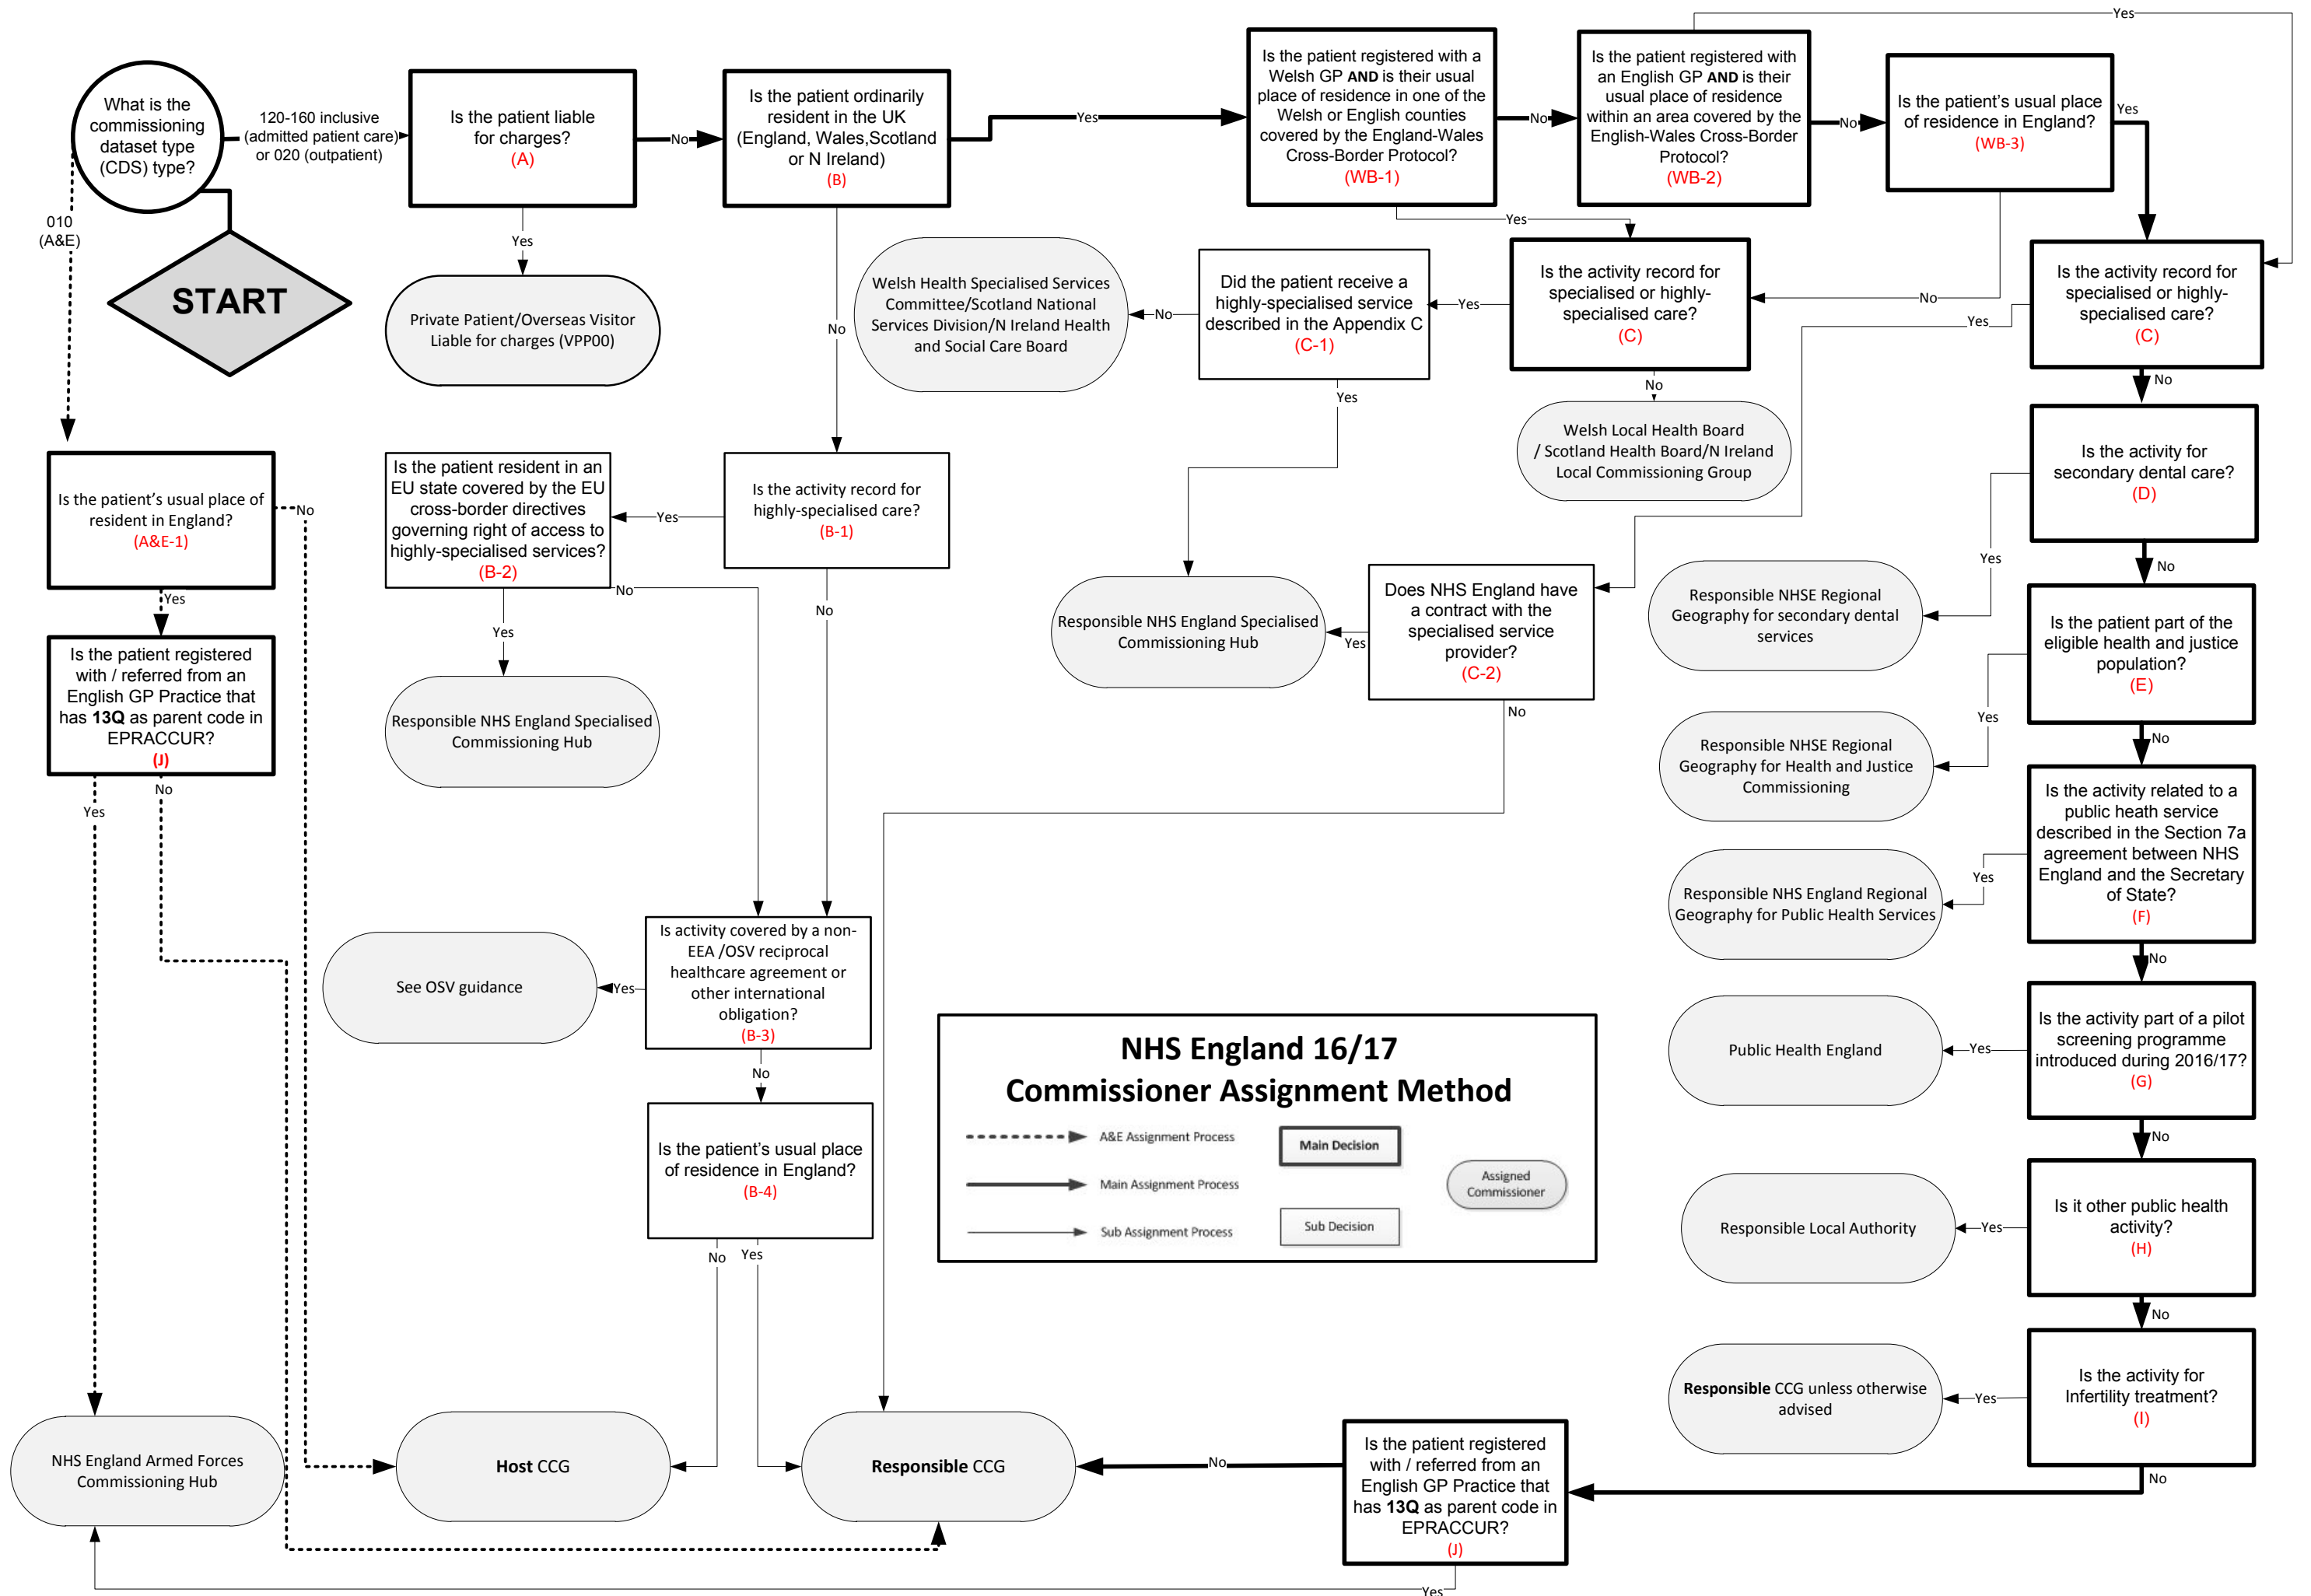 What is the
commissioning
dataset type
(CDS) type?
START
120-160 inclusive
(admitted patient care)
or 020 (outpatient)
010
(A&E)
Is the patient liable
for charges?
(A)
No
Yes
Private Patient/Overseas Visitor
Liable for charges (VPP00)
Is the patient ordinarily
resident in the UK
(England, Wales,Scotland
or N Ireland)
(B)
Yes
No
Is the patient registered with a
Welsh GP AND is their usual
place of residence in one of the
Welsh or English counties
covered by the England-Wales
Cross-Border Protocol?
(WB-1)
No
Yes
Is the patient registered with
an English GP AND is their
usual place of residence
within an area covered by the
English-Wales Cross-Border
Protocol?
(WB-2)
Yes
No
Is the patient's usual place
of residence in England?
(WB-3)
Yes
No
Welsh Health Specialised Services
Committee/Scotland National
Services Division/N Ireland Health
and Social Care Board
No
Did the patient receive a
highly-specialised service
described in the Appendix C
(C-1)
Yes
Yes
Is the activity record for
specialised or highly-
specialised care?
(C)
No
Welsh Local Health Board
/ Scotland Health Board/N Ireland
Local Commissioning Group
Is the activity record for
specialised or highly-
specialised care?
(C)
Yes
No
Is the activity for
secondary dental care?
(D)
Yes
No
Responsible NHSE Regional
Geography for secondary dental
services
Is the patient part of the
eligible health and justice
population?
(E)
Yes
No
Responsible NHSE Regional
Geography for Health and Justice
Commissioning
Is the activity related to a
public heath service
described in the Section 7a
agreement between NHS
England and the Secretary
of State?
(F)
Yes
No
Responsible NHS England Regional
Geography for Public Health Services
Is the activity part of a pilot
screening programme
introduced during 2016/17?
(G)
Yes
No
Public Health England
Is it other public health
activity?
(H)
Yes
No
Responsible Local Authority
Is the activity for
Infertility treatment?
(I)
Yes
No
Responsible CCG unless otherwise
advised
Does NHS England have
a contract with the
specialised service
provider?
(C-2)
Yes
No
Responsible NHS England Specialised
Commissioning Hub
Is the patient's usual place of
resident in England?
(A&E-1)
No
Yes
Is the patient registered
with / referred from an
English GP Practice that
has 13Q as parent code in
EPRACCUR?
(J)
Yes
No
Is the patient resident in an
EU state covered by the EU
cross-border directives
governing right of access to
highly-specialised services?
(B-2)
Yes
No
Is the activity record for
highly-specialised care?
(B-1)
Yes
No
Responsible NHS England Specialised
Commissioning Hub
Is activity covered by a non-
EEA /OSV reciprocal
healthcare agreement or
other international
obligation?
(B-3)
Yes
No
See OSV guidance
Is the patient's usual place
of residence in England?
(B-4)
No
Yes
NHS England 16/17
Commissioner Assignment Method
A&E Assignment Process
Main Assignment Process
Sub Assignment Process
Main Decision
Sub Decision
Assigned
Commissioner
NHS England Armed Forces
Commissioning Hub
Host CCG
Responsible CCG
No
Is the patient registered
with / referred from an
English GP Practice that
has 13Q as parent code in
EPRACCUR?
(J)
Yes